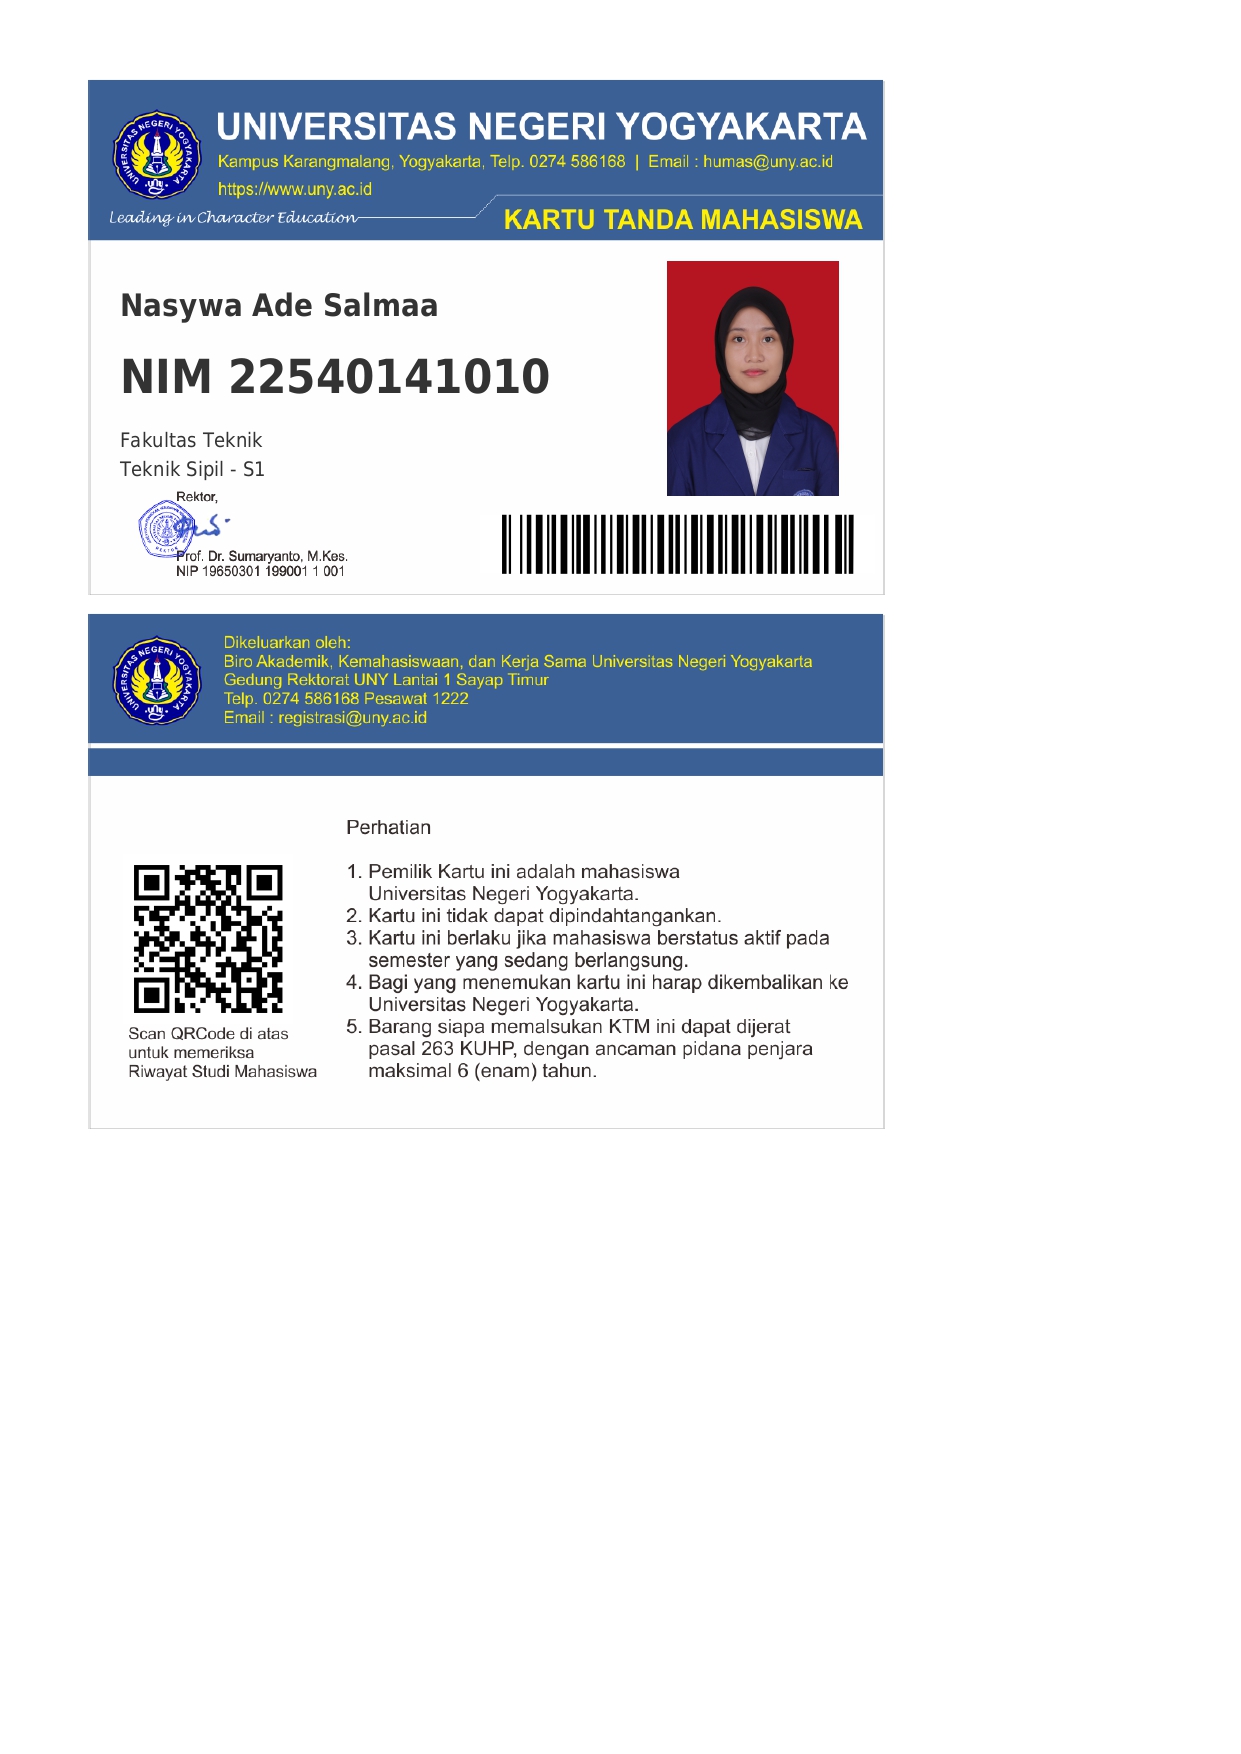 UNIVERSITAS NEGERI YOGYAKARTA
Kampus Karangmalang, Yogyakarta, Telp. 0274 586168 | Email : humas@uny.ac.id
https://www.uny.ac.id
Leading in Character Education
KARTU TANDA MAHASISWA
UNIVERSITAS NEGERI YOGYAKARTA
Nasywa Ade Salmaa
NIM 22540141010
Fakultas Teknik
Teknik Sipil - S1
Rektor,
REKTOR
Prof. Dr. Sumaryanto, M.Kes.
NIP 19650301 199001 1 001
UNIVERSITAS NEGERI YOGYAKARTA
Dikeluarkan oleh:
Biro Akademik, Kemahasiswaan, dan Kerja Sama Universitas Negeri Yogyakarta
Gedung Rektorat UNY Lantai 1 Sayap Timur
Telp. 0274 586168 Pesawat 1222
Email : registrasi@uny.ac.id
Perhatian
1. Pemilik Kartu ini adalah mahasiswa
Universitas Negeri Yogyakarta.
2. Kartu ini tidak dapat dipindahtangankan.
3. Kartu ini berlaku jika mahasiswa berstatus aktif pada
semester yang sedang berlangsung.
4. Bagi yang menemukan kartu ini harap dikembalikan ke
Universitas Negeri Yogyakarta.
5. Barang siapa memalsukan KTM ini dapat dijerat
pasal 263 KUHP, dengan ancaman pidana penjara
maksimal 6 (enam) tahun.
Scan QRCode di atas
untuk memeriksa
Riwayat Studi Mahasiswa